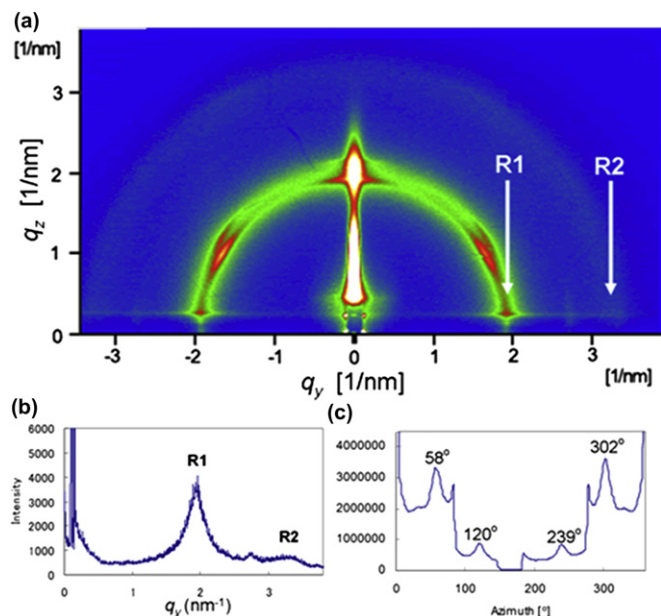 (a)
[1/nm]
3
2
1
0
qz [1/nm]
R1
R2
-3
-2
-1
0
1
2
3
[1/nm]
qy [1/nm]
(b)
6000
5000
4000
3000
2000
1000
0
Intensity
R1
R2
0
1
2
3
qy (nm-1)
(c)
4000000
3000000
2000000
1000000
0
58°
302°
120°
239°
0
100
200
300
Azimuth [°]